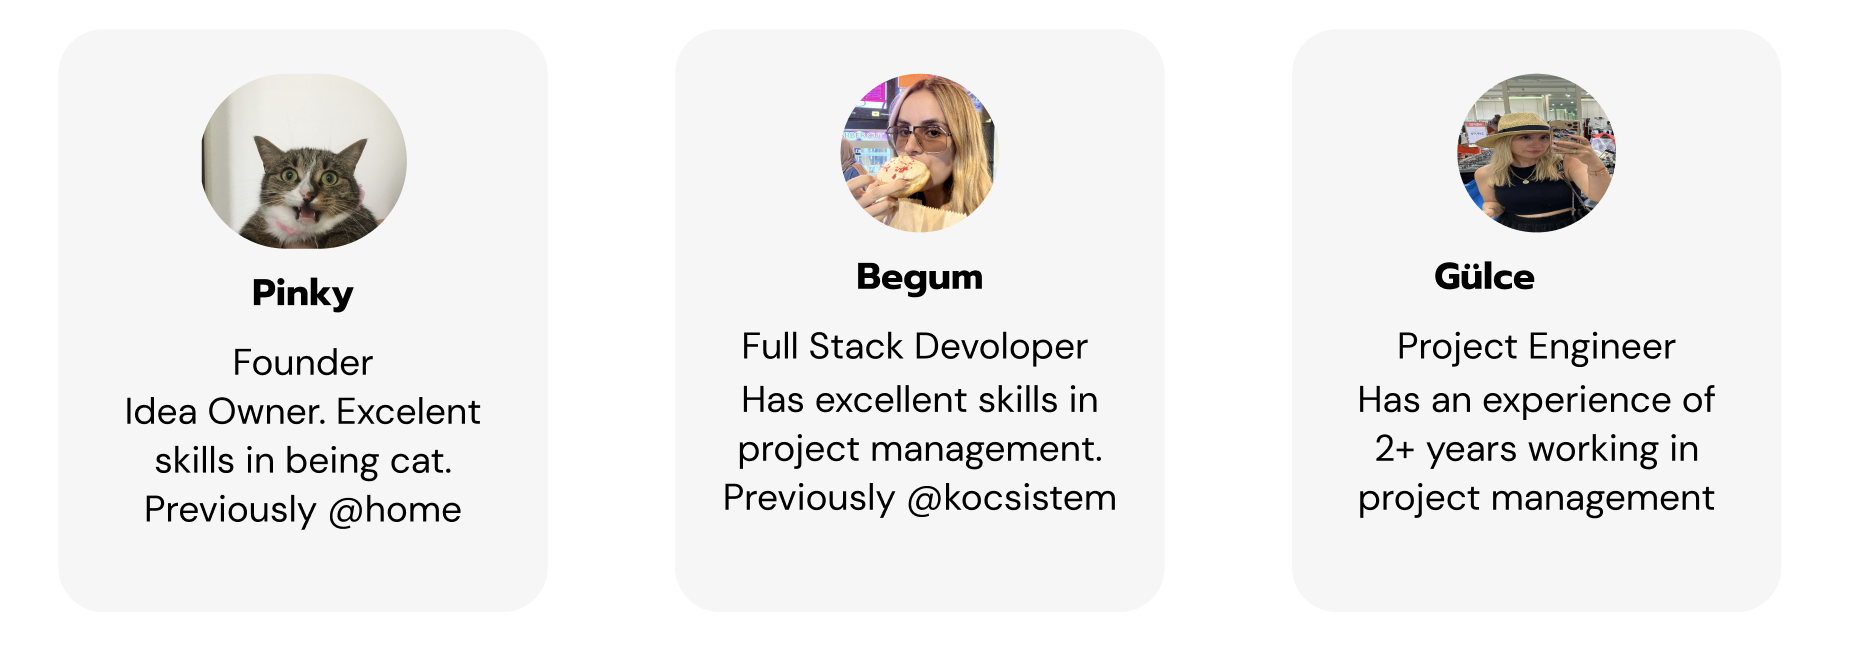 Pinky
Founder
Idea Owner. Excelent
skills in being cat.
Previously @home
Begum
Full Stack Devoloper
Has excellent skills in
project management.
Previously @kocsistem
Gülce
Project Engineer
Has an experience of
2+ years working in
project management